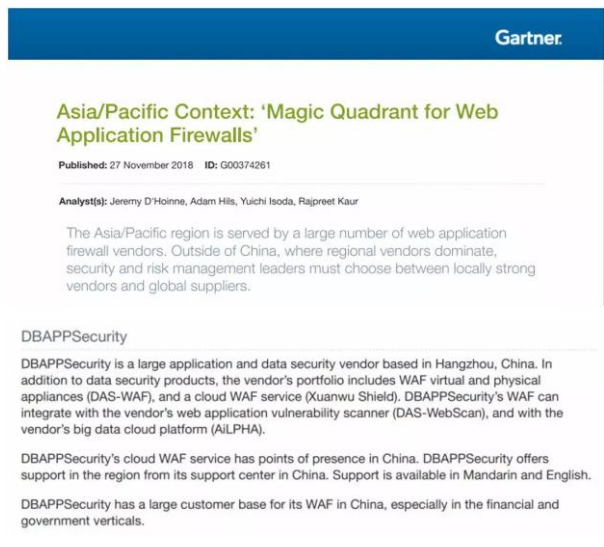 Gartner.
Asia/Pacific Context: ‘Magic Quadrant for Web
Application Firewalls’
Published: 27 November 2018 ID: G00374261
Analyst(s): Jeremy D'Hoinne, Adam Hils, Yuichi Isoda, Rajpreet Kaur
The Asia/Pacific region is served by a large number of web application
firewall vendors. Outside of China, where regional vendors dominate,
security and risk management leaders must choose between locally strong
vendors and global suppliers.
DBAPPSecurity
DBAPPSecurity is a large application and data security vendor based in Hangzhou, China. In
addition to data security products, the vendor's portfolio includes WAF virtual and physical
appliances (DAS-WAF), and a cloud WAF service (Xuanwu Shield). DBAPPSecurity's WAF can
integrate with the vendor's web application vulnerability scanner (DAS-WebScan), and with the
vendor's big data cloud platform (AiLPHA).
DBAPPSecurity's cloud WAF service has points of presence in China. DBAPPSecurity offers
support in the region from its support center in China. Support is available in Mandarin and English.
DBAPPSecurity has a large customer base for its WAF in China, especially in the financial and
government verticals.